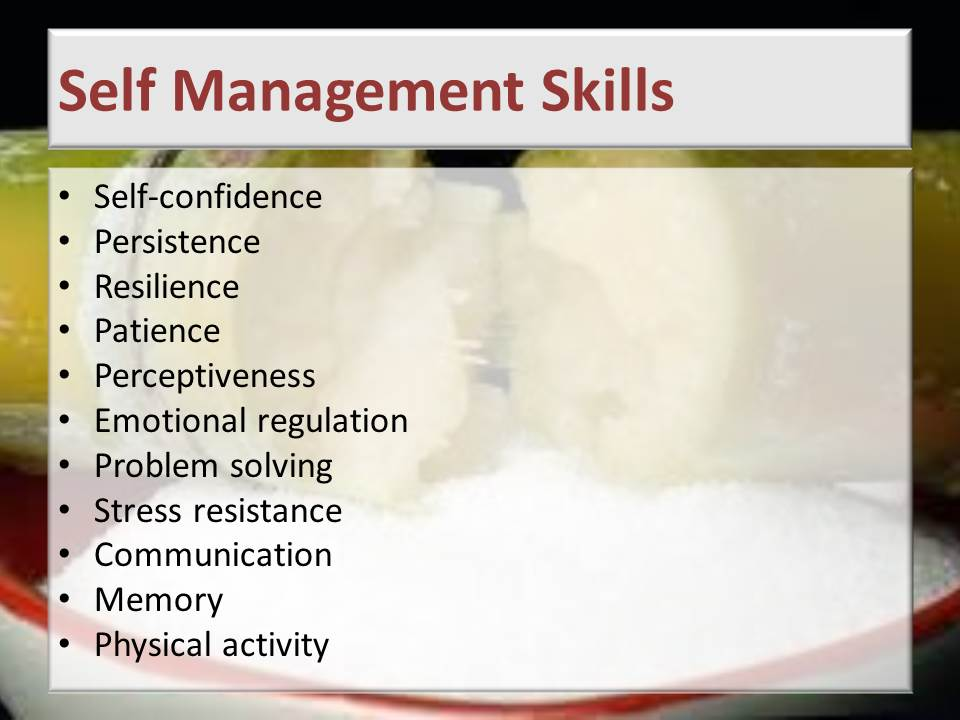 Self Management Skills
• Self-confidence
• Persistence
• Resilience
• Patience
• Perceptiveness
• Emotional regulation
• Problem solving
• Stress resistance
• Communication
• Memory
• Physical activity